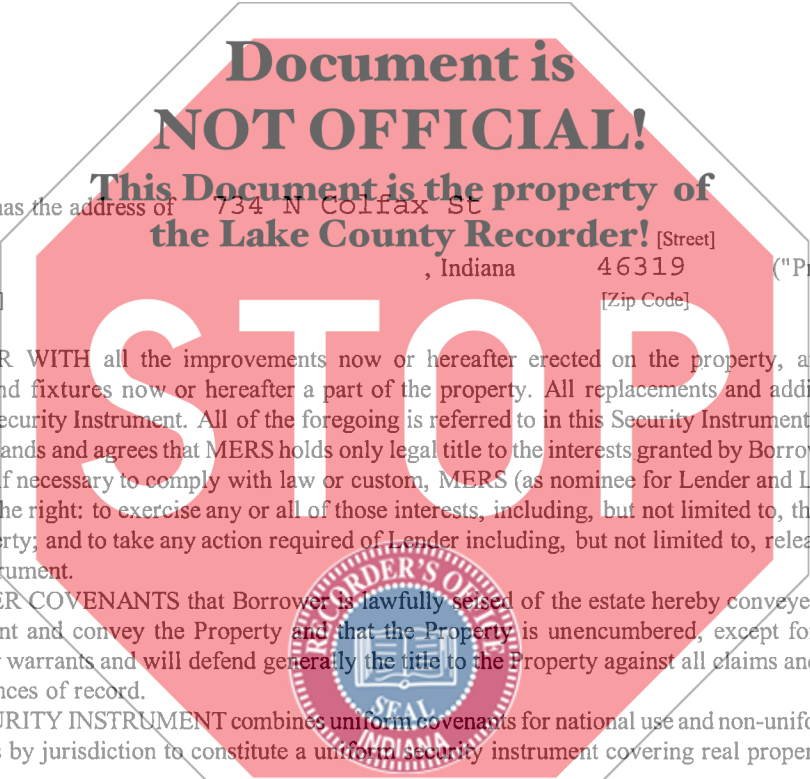 Document is
NOT OFFICIAL!
This Document is the property of
has the address of 734 N Colfax St
the Lake County Recorder! [Street]
, Indiana 46319 ("Pr
]
[Zip Code]
STOP
R WITH all the improvements now or hereafter erected on the property, a
nd fixtures now or hereafter a part of the property. All replacements and addi
ecurity Instrument. All of the foregoing is referred to in this Security Instrument
ands and agrees that MERS holds only legal title to the interests granted by Borrow
if necessary to comply with law or custom, MERS (as nominee for Lender and L
he right: to exercise any or all of those interests, including, but not limited to, th
erty; and to take any action required of Lender including, but not limited to, relea
rument.
ER COVENANTS that Borrower is lawfully seised of the estate hereby conveye
nt and convey the Property and that the Property is unencumbered, except fo
warrants and will defend generally the title to the Property against all claims and
nces of record.
URITY INSTRUMENT combines uniform covenants for national use and non-unifo
s by jurisdiction to constitute a uniform security instrument covering real proper
RECORDER'S OFFICE
SEAL
INDIANA